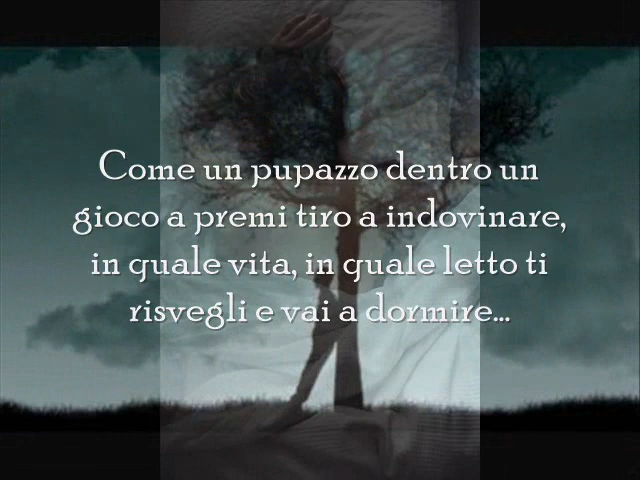 Come un pupazzo dentro un
gioco a premi tiro a indovinare,
in quale vita, in quale letto ti
risvegli e vai a dormire...